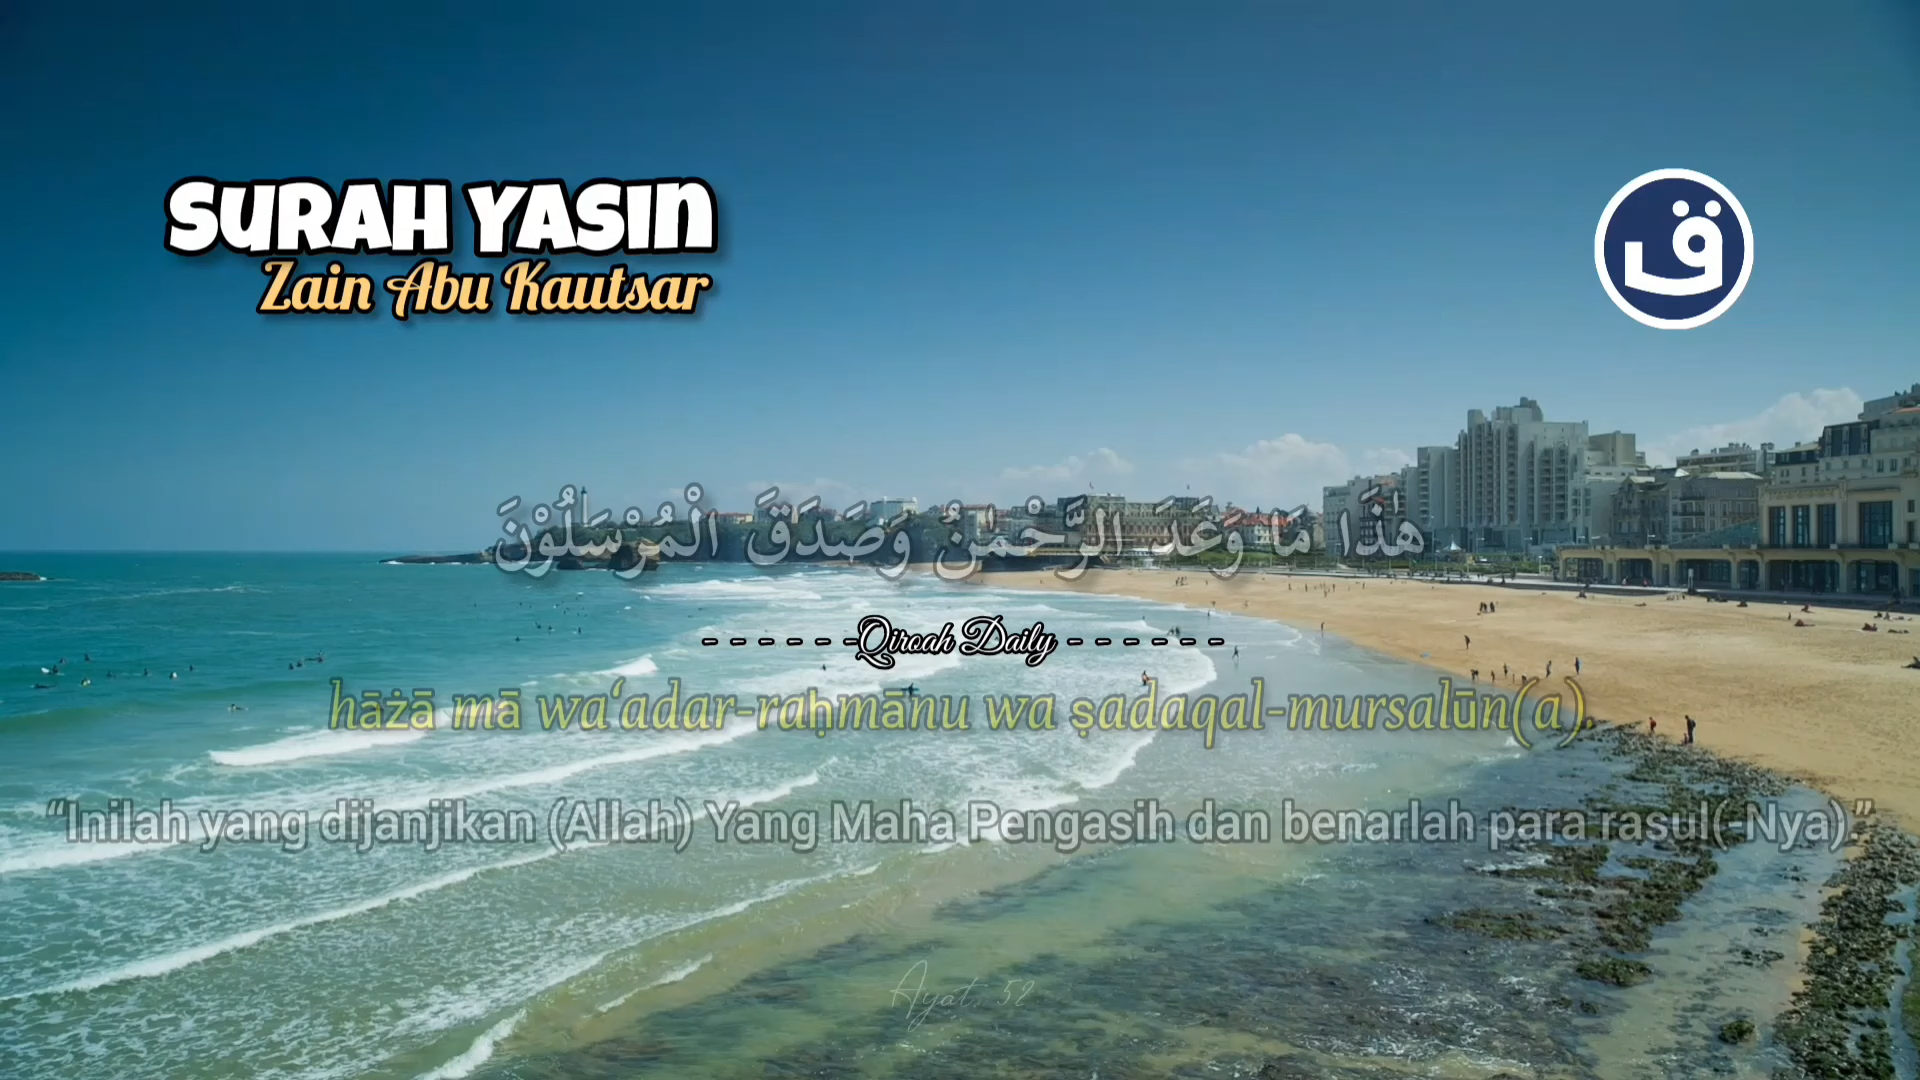 SURAH YASIN
Zain Abu Kautsar
ق
هٰذَا مَا وَعَدَ الرَّحْمٰنُ وَصَدَقَ الْمُرْسَلُوْنَ
- - - - - -Qiroah Daily - - - - - -
hāżā mā wa‘adar-raḥmānu wa ṣadaqal-mursalūn(a).
“Inilah yang dijanjikan (Allah) Yang Maha Pengasih dan benarlah para rasul(-Nya).”
Ayat 52